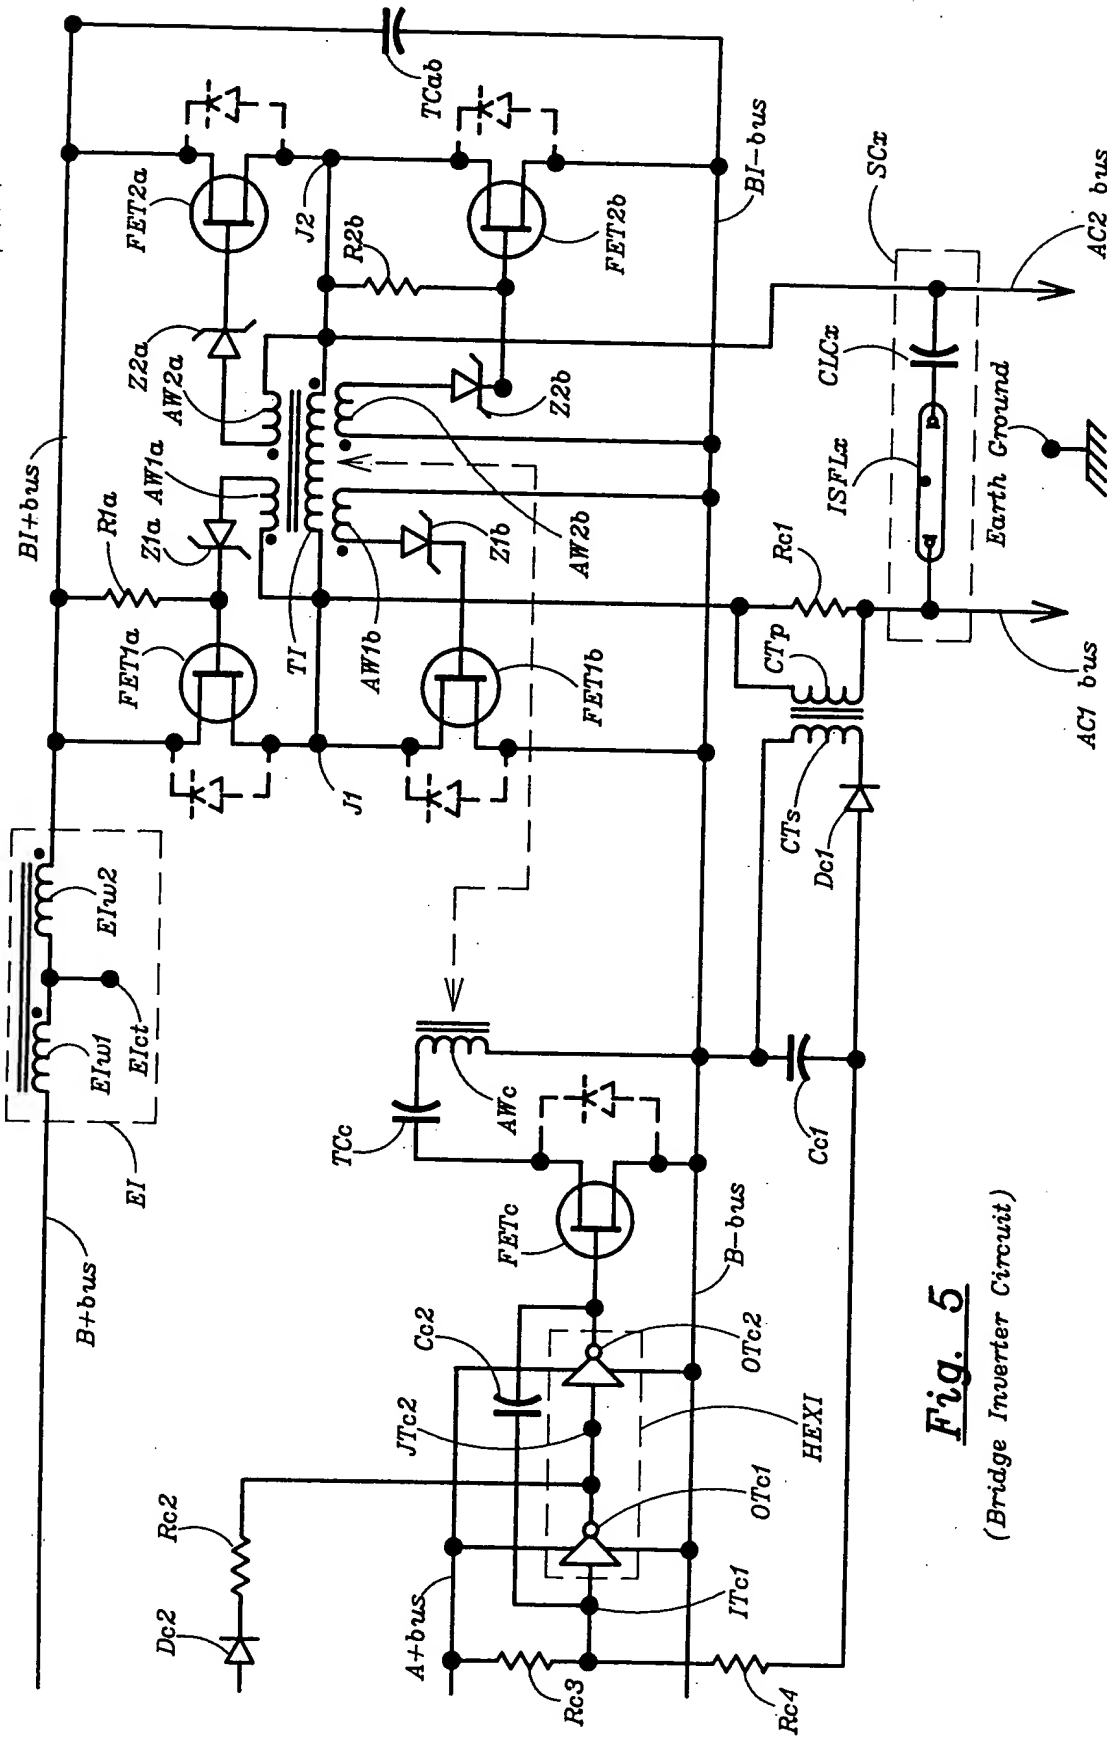 B+bus
EI
EIw1
EIct
EIw2
BI+bus
R1a
FET1a
Z1a
AW1a
Z2a
AW2a
FET2a
J2
R2b
TCab
FET2b
BI-bus
Z2b
AW2b
Z1b
AW1b
TI
FET1b
J1
Dc2
Rc2
A+bus
JTc2
Cc2
FETc
TCc
AWc
Rc3
ITc1
OTc1
HEXI
OTc2
B-bus
Rc4
Cc1
Dc1
CTs
CTp
Rc1
SCx
CLCx
ISFLx
Earth Ground
AC1 bus
AC2 bus
Fig. 5
(Bridge Inverter Circuit)